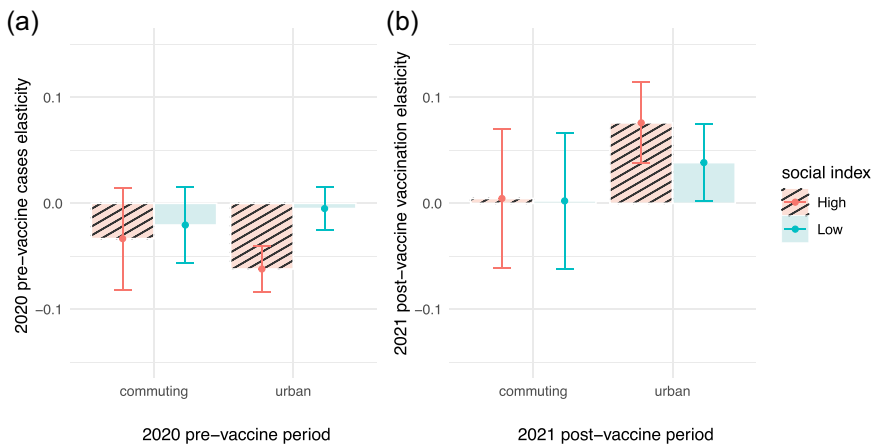 (a)
(b)
2020 pre−vaccine cases elasticity
0.1
0.0
−0.1
commuting
urban
2020 pre−vaccine period
2021 post−vaccine vaccination elasticity
0.1
0.0
−0.1
commuting
urban
2021 post−vaccine period
social index
High
Low